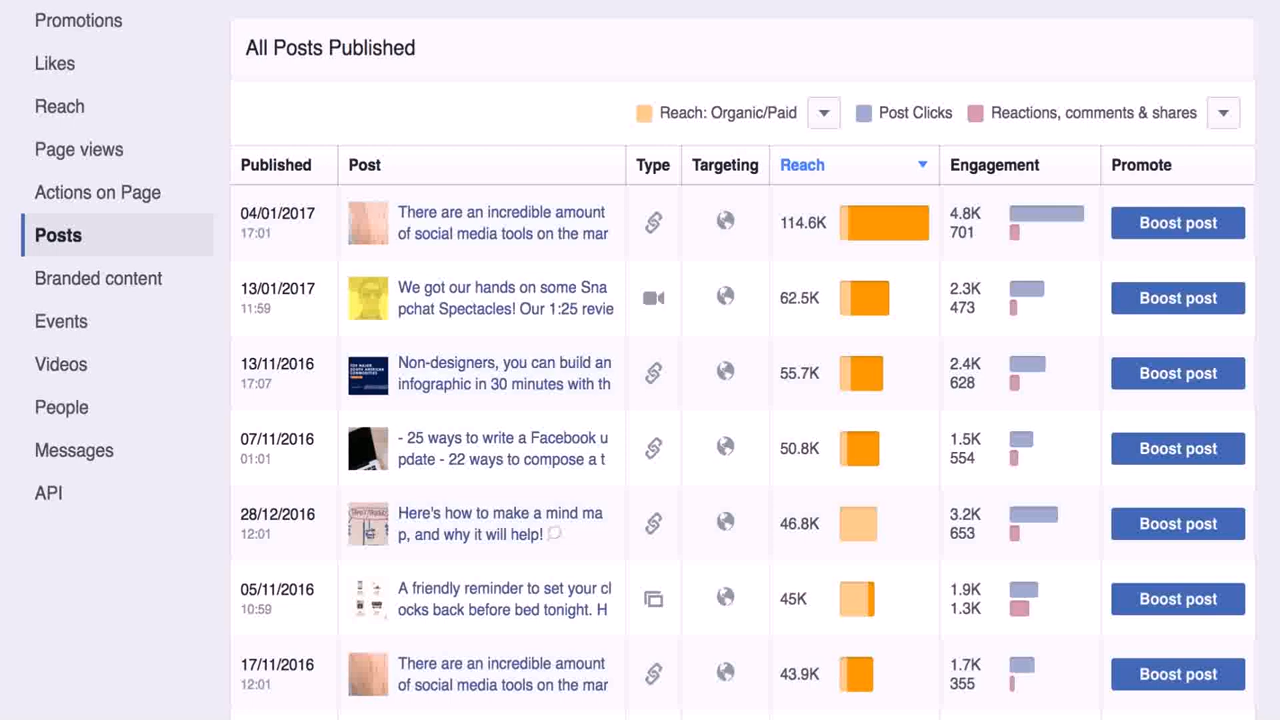 Promotions
Likes
Reach
Page views
Actions on Page
Posts
Branded content
Events
Videos
People
Messages
API
All Posts Published
Reach: Organic/Paid Post Clicks Reactions, comments & shares
Published Post Type Targeting Reach Engagement Promote
04/01/2017 There are an incredible amount 114.6K 4.8K Boost post
17:01 of social media tools on the mar 701
13/01/2017 We got our hands on some Sna 62.5K 2.3K Boost post
11:59 pchat Spectacles! Our 1:25 revie 473
13/11/2016 Non-designers, you can build an 55.7K 2.4K Boost post
17:07 infographic in 30 minutes with th 628
07/11/2016 - 25 ways to write a Facebook u 50.8K 1.5K Boost post
01:01 pdate - 22 ways to compose a t 554
28/12/2016 Here's how to make a mind ma 46.8K 3.2K Boost post
12:01 p, and why it will help! 653
05/11/2016 A friendly reminder to set your cl 45K 1.9K Boost post
10:59 ocks back before bed tonight. H 1.3K
17/11/2016 There are an incredible amount 43.9K 1.7K Boost post
12:01 of social media tools on the mar 355